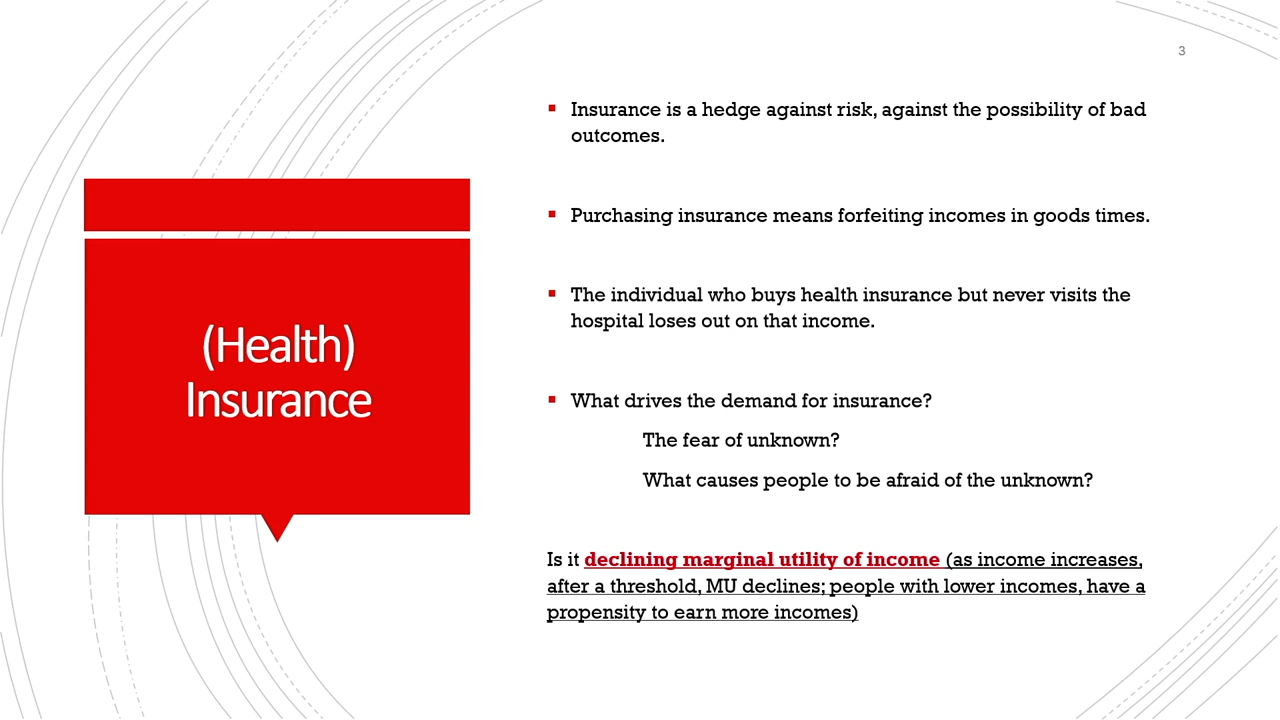 3
(Health)
Insurance
Insurance is a hedge against risk, against the possibility of bad
outcomes.
Purchasing insurance means forfeiting incomes in goods times.
The individual who buys health insurance but never visits the
hospital loses out on that income.
What drives the demand for insurance?
The fear of unknown?
What causes people to be afraid of the unknown?
Is it declining marginal utility of income (as income increases,
after a threshold, MU declines; people with lower incomes, have a
propensity to earn more incomes)